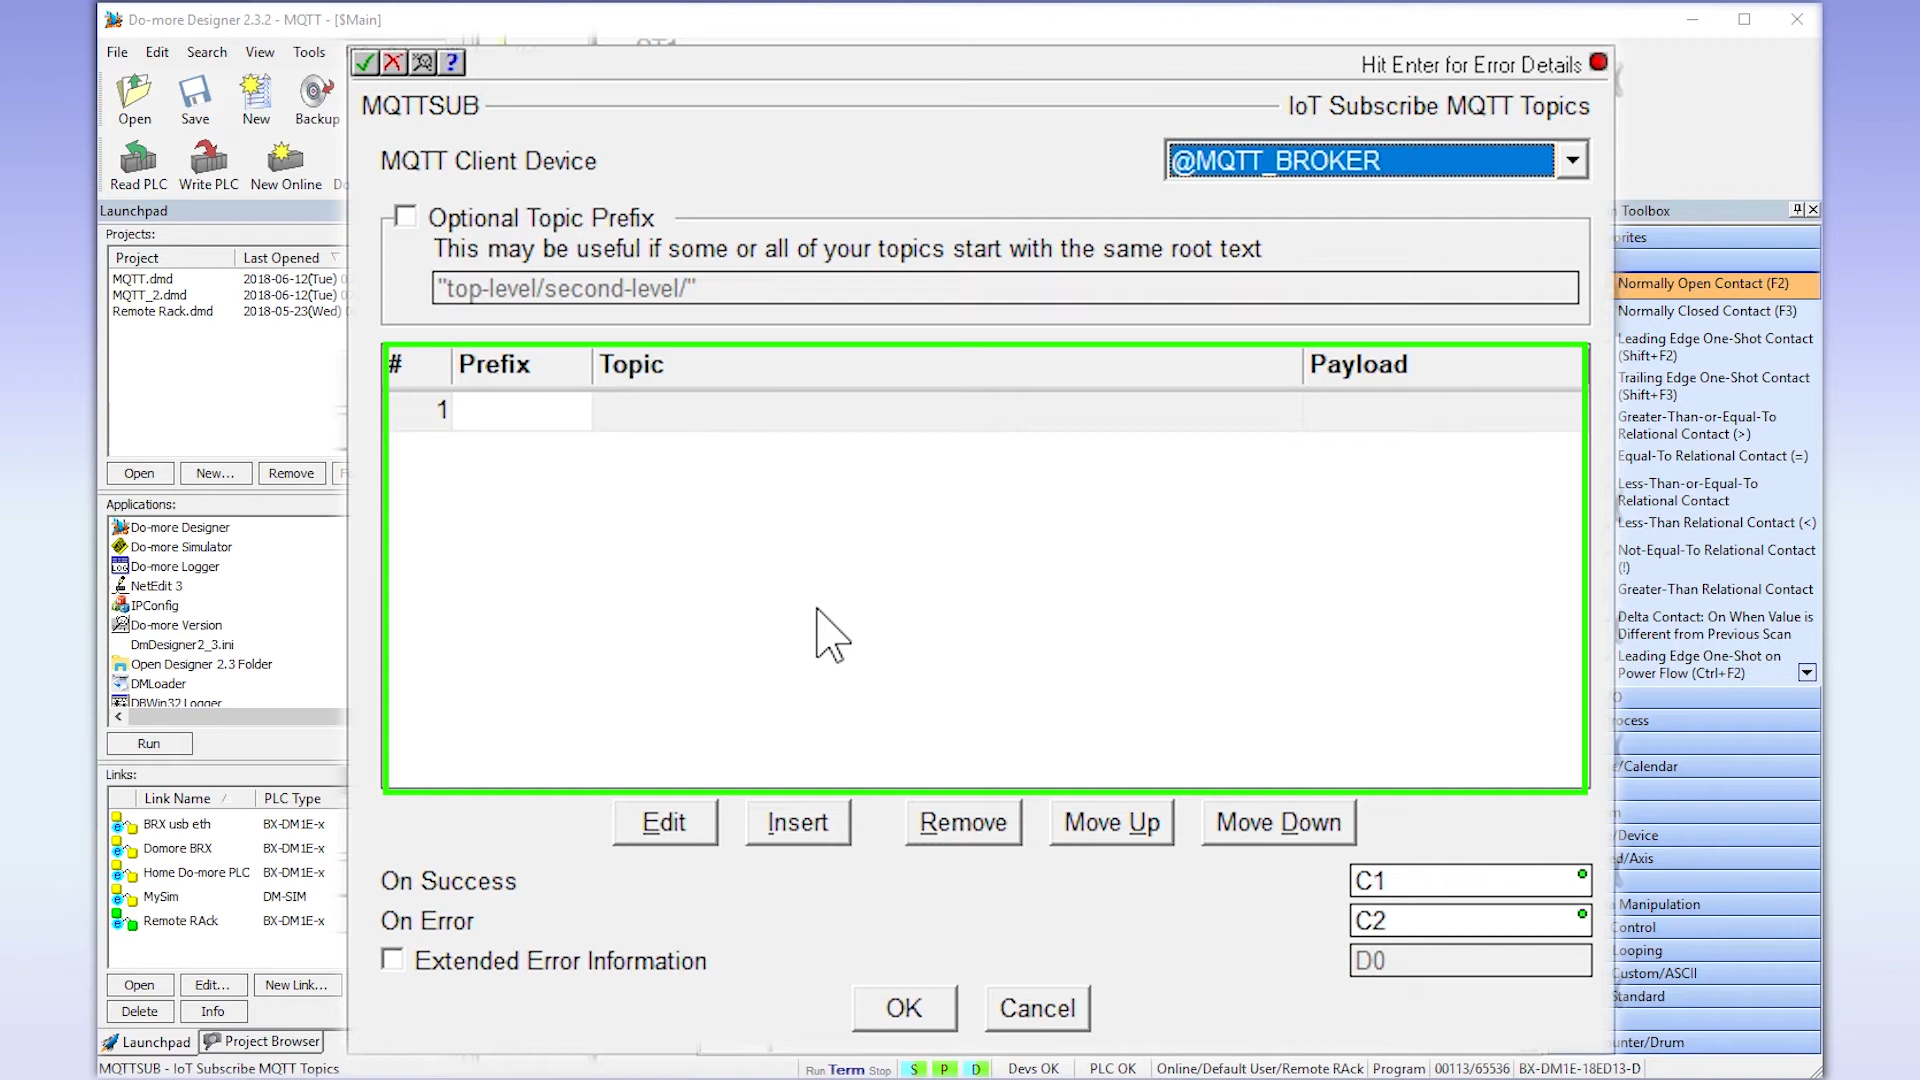 Do-more Designer 2.3.2 - MQTT - [$Main]
File Edit Search View Tools
Open Save New Backup
Read PLC Write PLC New Online
Launchpad
Projects:
Project Last Opened
MQTT.dmd 2018-06-12(Tue)
MQTT_2.dmd 2018-06-12(Tue)
Remote Rack.dmd 2018-05-23(Wed)
Open New... Remove
Applications:
Do-more Designer
Do-more Simulator
Do-more Logger
NetEdit 3
IPConfig
Do-more Version
DmDesigner2_3.ini
Open Designer 2.3 Folder
DMLoader
DBWin32 Logger
Run
Links:
Link Name PLC Type
BRX usb eth BX-DM1E-x
Domore BRX BX-DM1E-x
Home Do-more PLC BX-DM1E-x
MySim DM-SIM
Remote RAck BX-DM1E-x
Open Edit... New Link...
Delete Info
Launchpad Project Browser
Hit Enter for Error Details
MQTTSUB IoT Subscribe MQTT Topics
MQTT Client Device @MQTT_BROKER
Optional Topic Prefix
This may be useful if some or all of your topics start with the same root text
"top-level/second-level/"
# Prefix Topic Payload
1
Edit Insert Remove Move Up Move Down
On Success C1
On Error C2
Extended Error Information D0
OK Cancel
Toolbox
Normally Open Contact (F2)
Normally Closed Contact (F3)
Leading Edge One-Shot Contact
(Shift+F2)
Trailing Edge One-Shot Contact
(Shift+F3)
Greater-Than-or-Equal-To
Relational Contact (>)
Equal-To Relational Contact (=)
Less-Than-or-Equal-To
Relational Contact
Less-Than Relational Contact (<)
Not-Equal-To Relational Contact
(!)
Greater-Than Relational Contact
Delta Contact: On When Value is
Different from Previous Scan
Leading Edge One-Shot on
Power Flow (Ctrl+F2)
/Calendar
/Device
/Axis
Manipulation
Control
Looping
Custom/ASCII
Standard
/Drum
MQTTSUB - IoT Subscribe MQTT Topics Run Term Stop S P D Devs OK PLC OK Online/Default User/Remote RAck Program 00113/65536 BX-DM1E-18ED13-D